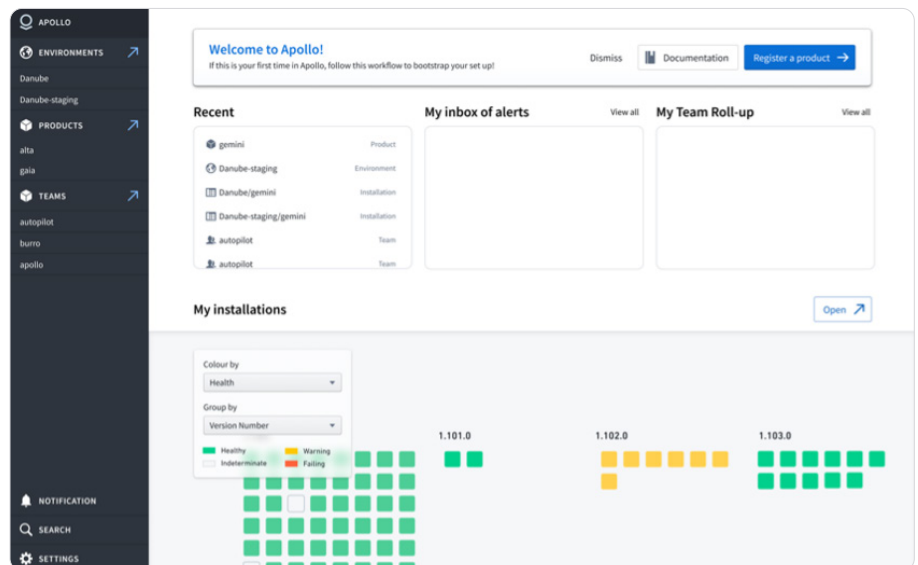 APOLLO
ENVIRONMENTS
Danube
Danube-staging
PRODUCTS
alta
gaia
TEAMS
autopilot
burro
apollo
NOTIFICATION
SEARCH
SETTINGS
Welcome to Apollo!
If this is your first time in Apollo, follow this workflow to bootstrap your set up!
Dismiss
Documentation
Register a product
Recent
gemini Product
Danube-staging Environment
Danube/gemini Installation
Danube-staging/gemini Installation
autopilot Team
autopilot Team
My inbox of alerts View all
My Team Roll-up View all
My installations
Open
Colour by
Health
Group by
Version Number
Healthy Warning
Indeterminate Failing
1.101.0 1.102.0 1.103.0